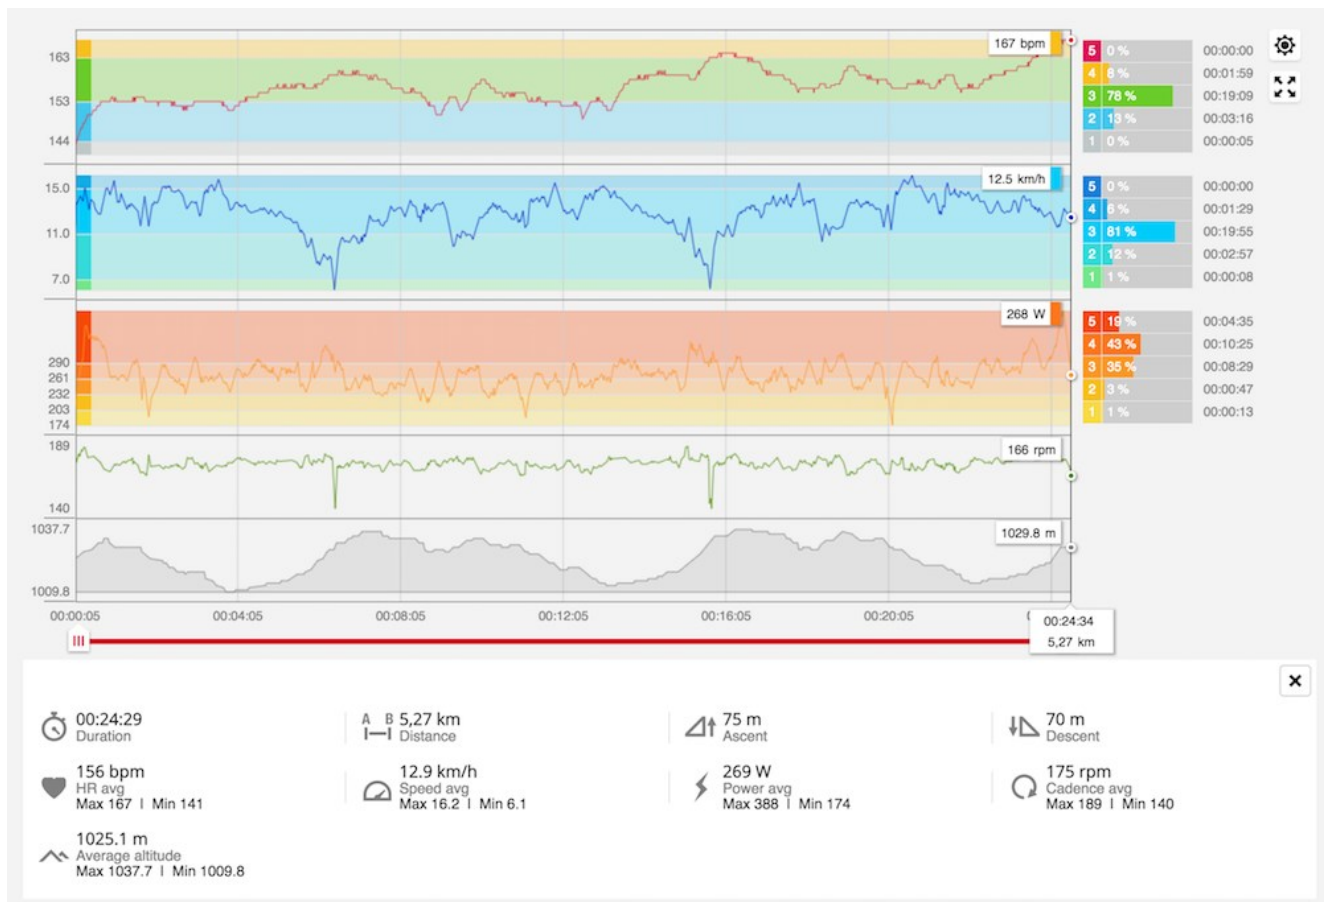 163
153
144
167 bpm
5 0 % 00:00:00
4 8 % 00:01:59
3 78 % 00:19:09
2 13 % 00:03:16
1 0 % 00:00:05
15.0
11.0
7.0
12.5 km/h
5 0 % 00:00:00
4 6 % 00:01:29
3 81 % 00:19:55
2 12 % 00:02:57
1 1 % 00:00:08
290
261
232
203
174
268 W
5 19 % 00:04:35
4 43 % 00:10:25
3 35 % 00:08:29
2 3 % 00:00:47
1 1 % 00:00:13
189
140
166 rpm
1037.7
1009.8
1029.8 m
00:00:05 00:04:05 00:08:05 00:12:05 00:16:05 00:20:05
00:24:34
5,27 km
00:24:29
Duration
A B 5,27 km
Distance
75 m
Ascent
70 m
Descent
156 bpm
HR avg
Max 167 | Min 141
12.9 km/h
Speed avg
Max 16.2 | Min 6.1
269 W
Power avg
Max 388 | Min 174
175 rpm
Cadence avg
Max 189 | Min 140
1025.1 m
Average altitude
Max 1037.7 | Min 1009.8